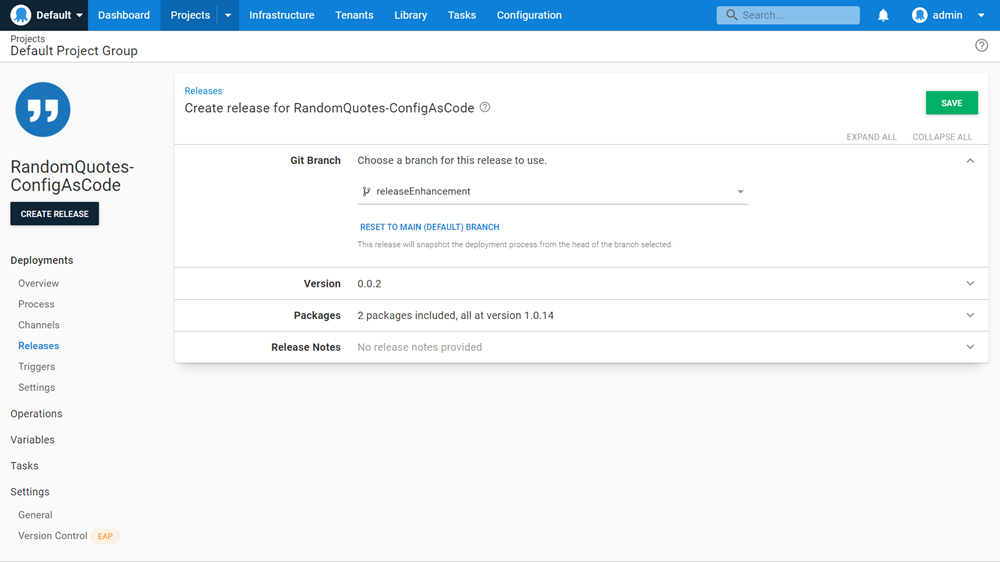 Default Dashboard Projects Infrastructure Tenants Library Tasks Configuration Search... admin
Projects
Default Project Group
RandomQuotes-
ConfigAsCode
CREATE RELEASE
Deployments
Overview
Process
Channels
Releases
Triggers
Settings
Operations
Variables
Tasks
Settings
General
Version Control EAP
Releases
Create release for RandomQuotes-ConfigAsCode
SAVE
EXPAND ALL COLLAPSE ALL
Git Branch Choose a branch for this release to use.
releaseEnhancement
RESET TO MAIN (DEFAULT) BRANCH
This release will snapshot the deployment process from the head of the branch selected.
Version 0.0.2
Packages 2 packages included, all at version 1.0.14
Release Notes No release notes provided